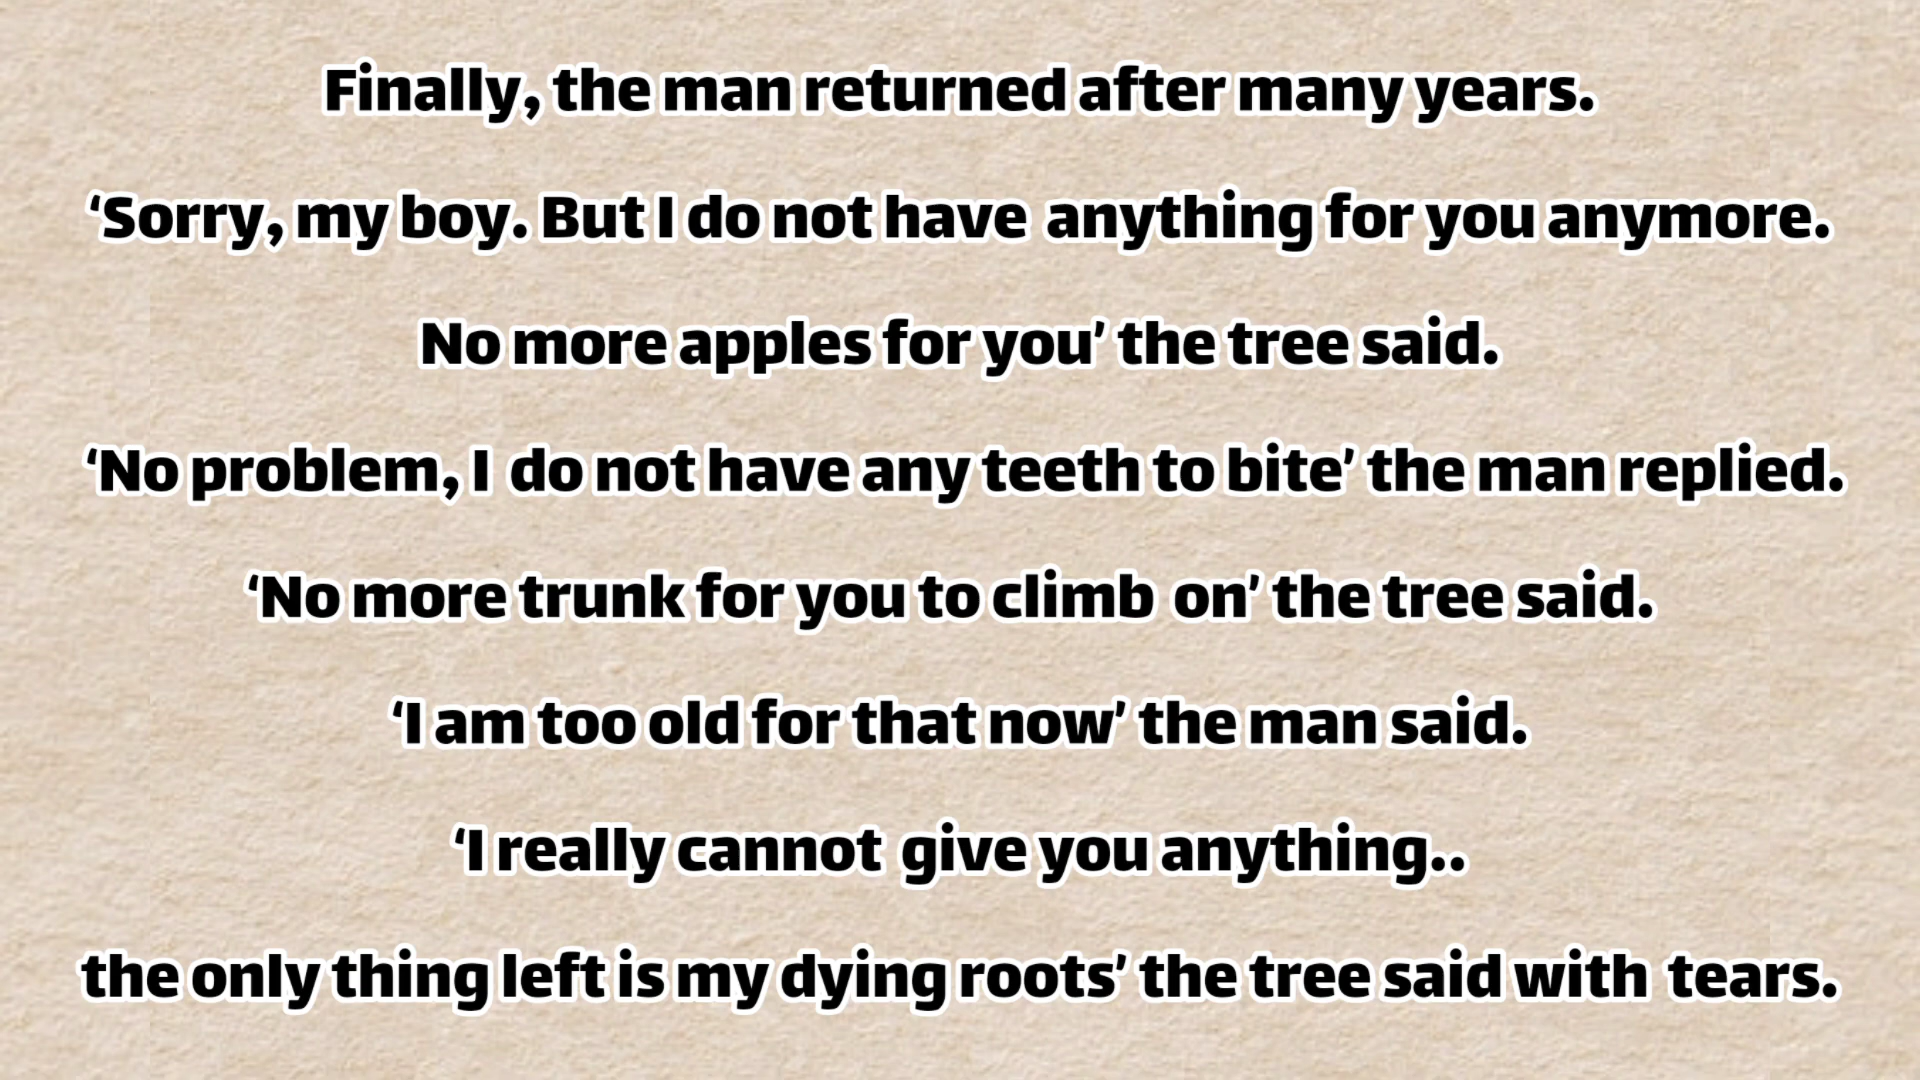 Finally, the man returned after many years.
‘Sorry, my boy. But I do not have anything for you anymore.
No more apples for you’ the tree said.
‘No problem, I do not have any teeth to bite’ the man replied.
‘No more trunk for you to climb on’ the tree said.
‘I am too old for that now’ the man said.
‘I really cannot give you anything..
the only thing left is my dying roots’ the tree said with tears.